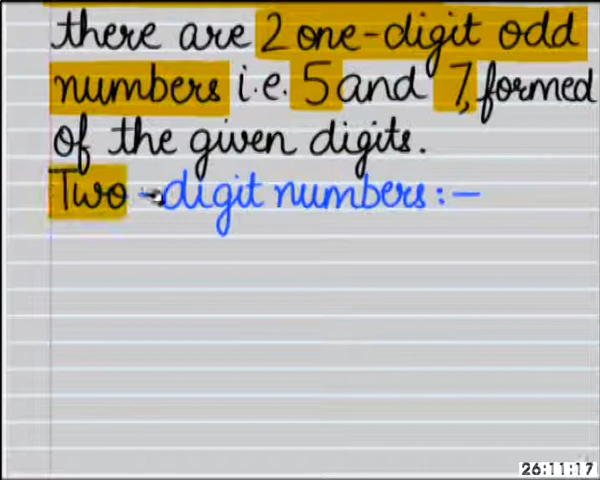 there are 2 one-digit odd
numbers i.e. 5 and 7, formed
of the given digits.
Two -digit numbers :-
26:11:17